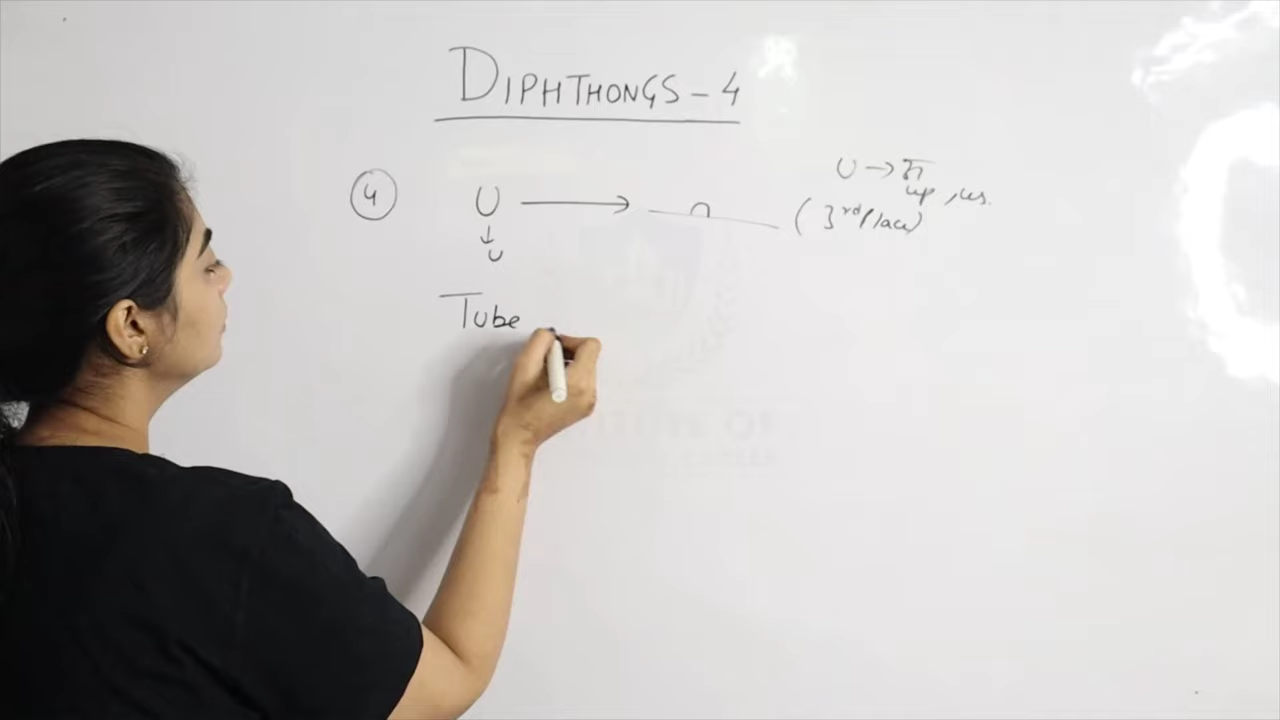 DIPHTHONGS - 4
4 U → (3rd Place)
↓
U
U →
up, us.
Tube